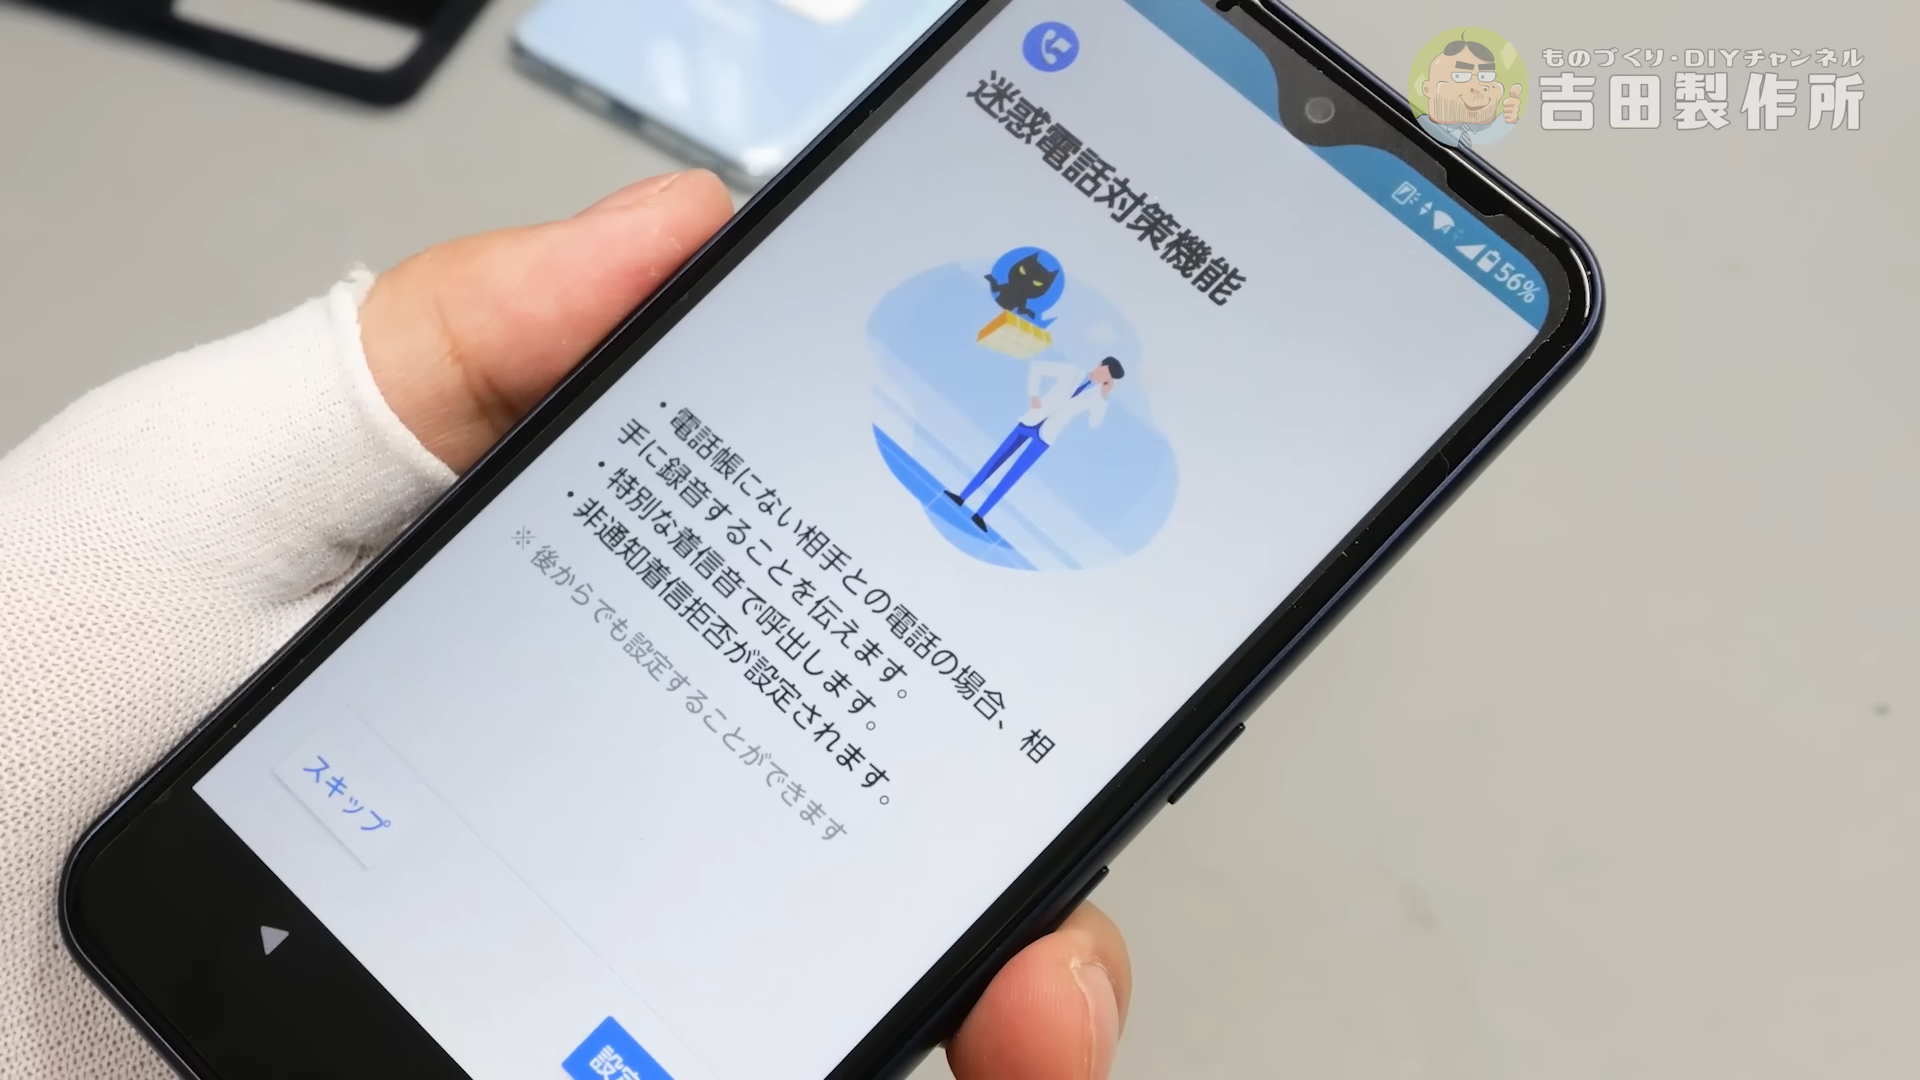 ものづくり・DIYチャンネル
吉田製作所
56%
迷惑電話対策機能
・電話帳にない相手との電話の場合、相
手に録音することを伝えます。
・特別な着信音で呼出します。
・非通知着信拒否が設定されます。
※ 後からでも設定することができます
スキップ
設定